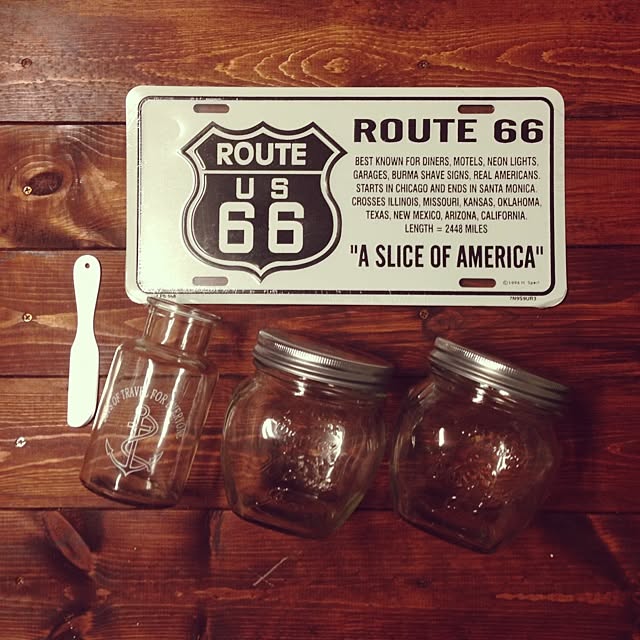 ROUTE
US
66
ROUTE 66
BEST KNOWN FOR DINERS, MOTELS, NEON LIGHTS,
GARAGES, BURMA SHAVE SIGNS, REAL AMERICANS.
STARTS IN CHICAGO AND ENDS IN SANTA MONICA.
CROSSES ILLINOIS, MISSOURI, KANSAS, OKLAHOMA,
TEXAS, NEW MEXICO, ARIZONA, CALIFORNIA.
LENGTH = 2448 MILES
"A SLICE OF AMERICA"
OF TRAVEL FOR